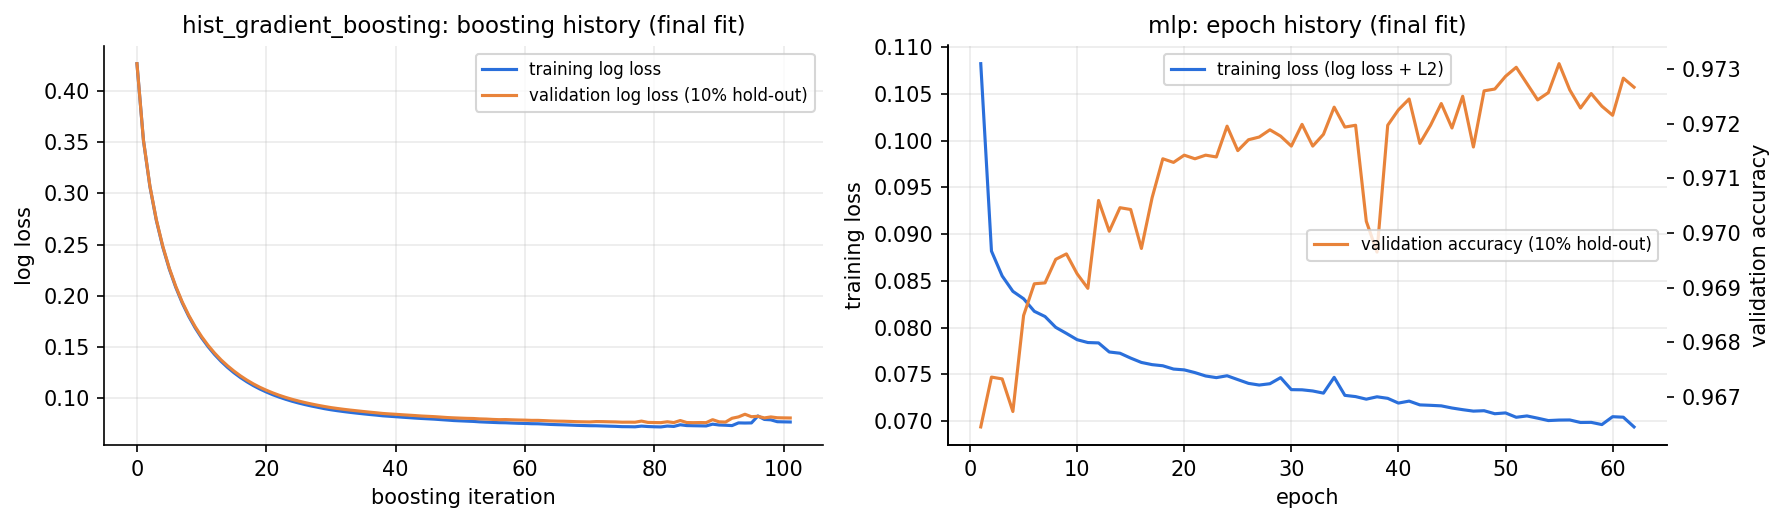 hist_gradient_boosting: boosting history (final fit)
training log loss
validation log loss (10% hold-out)
log loss
0.40
0.35
0.30
0.25
0.20
0.15
0.10
0 20 40 60 80 100
boosting iteration
mlp: epoch history (final fit)
training loss (log loss + L2)
validation accuracy (10% hold-out)
training loss
0.110
0.105
0.100
0.095
0.090
0.085
0.080
0.075
0.070
0 10 20 30 40 50 60
epoch
0.973
0.972
0.971
0.970
0.969
0.968
0.967
validation accuracy